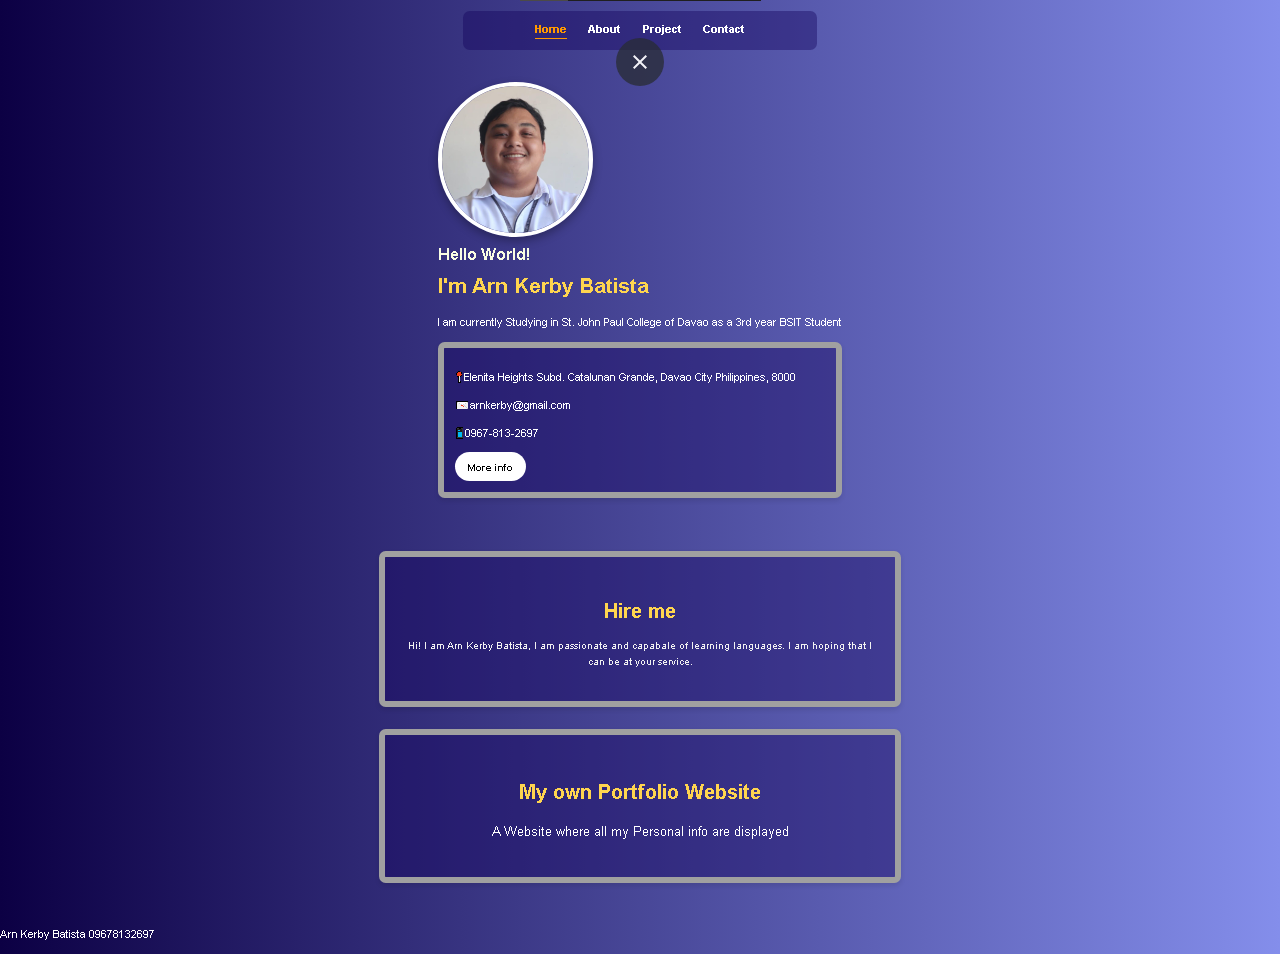 Home About Project Contact
Hello World!
I'm Arn Kerby Batista
I am currently Studying in St. John Paul College of Davao as a 3rd year BSIT Student
Elenita Heights Subd. Catalunan Grande, Davao City Philippines, 8000
arnkerby@gmail.com
0967-813-2697
More info
Hire me
Hi! I am Arn Kerby Batista, I am passionate and capabale of learning languages. I am hoping that I
can be at your service.
My own Portfolio Website
A Website where all my Personal info are displayed
Arn Kerby Batista 09678132697